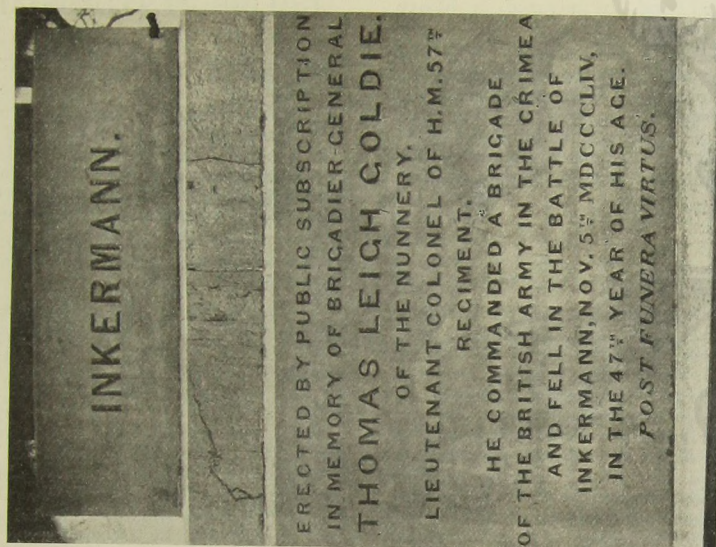 INKERMANN.
ERECTED BY PUBLIC SUBSCRIPTION
IN MEMORY OF BRIGADIER-GENERAL
THOMAS LEIGH GOLDIE.
OF THE NUNNERY.
LIEUTENANT COLONEL OF H.M. 57TH
REGIMENT.
HE COMMANDED A BRIGADE
OF THE BRITISH ARMY IN THE CRIMEA
AND FELL IN THE BATTLE OF
INKERMANN, NOV. 5TH MDCCCLIV,
IN THE 47TH YEAR OF HIS AGE.
POST FUNERA VIRTUS.